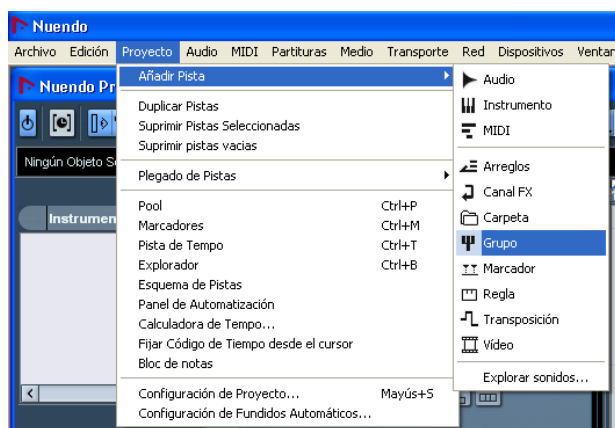 Nuendo
Archivo Edición Proyecto Audio MIDI Partituras Medio Transporte Red Dispositivos
Nuendo
Ningún Objeto
Añadir Pista
Duplicar Pistas
Suprimir Pistas Seleccionadas
Suprimir pistas vacias
Plegado de Pistas
Pool Ctrl+P
Marcadores Ctrl+M
Pista de Tempo Ctrl+T
Explorador Ctrl+B
Esquema de Pistas
Panel de Automatización
Calculadora de Tempo...
Fijar Código de Tiempo desde el cursor
Bloc de notas
Configuración de Proyecto... Mayús+S
Configuración de Fundidos Automáticos...
Audio
Instrumento
MIDI
Arreglos
Canal FX
Carpeta
Grupo
Marcador
Regla
Transposición
Vídeo
Explorar sonidos...